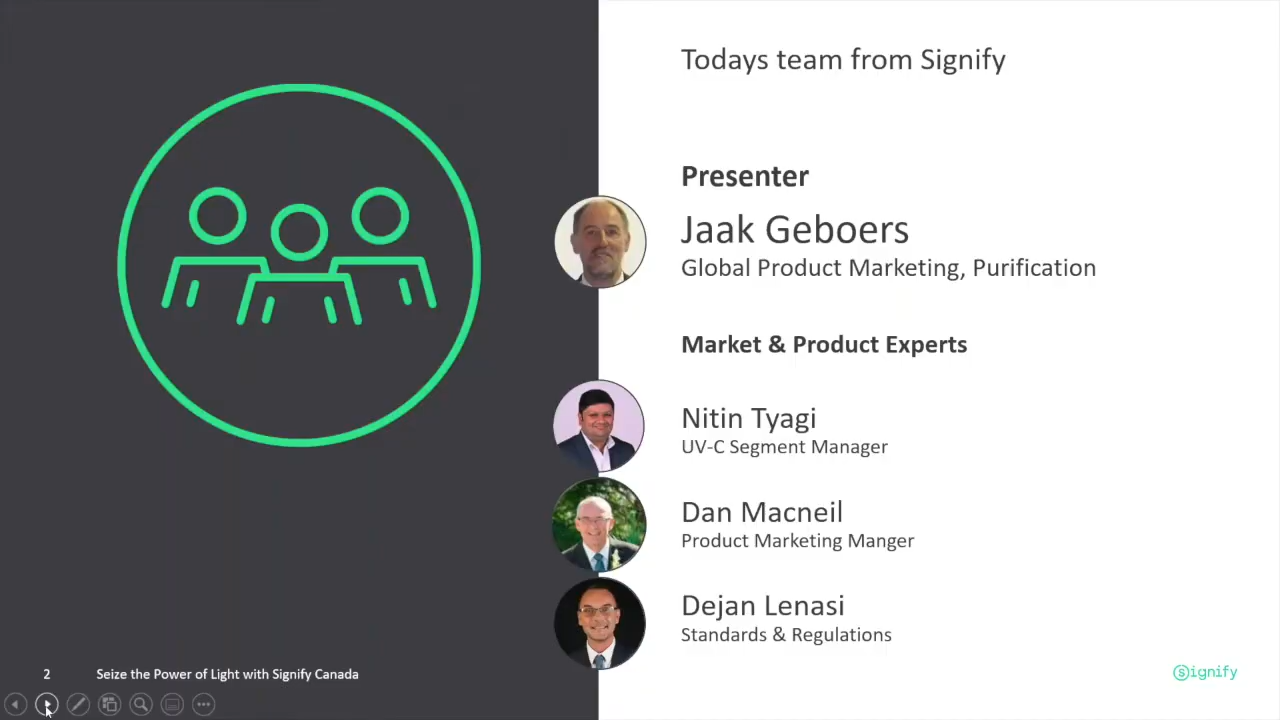 Todays team from Signify
Presenter
Jaak Geboers
Global Product Marketing, Purification
Market & Product Experts
Nitin Tyagi
UV-C Segment Manager
Dan Macneil
Product Marketing Manger
Dejan Lenasi
Standards & Regulations
2 Seize the Power of Light with Signify Canada
Signify